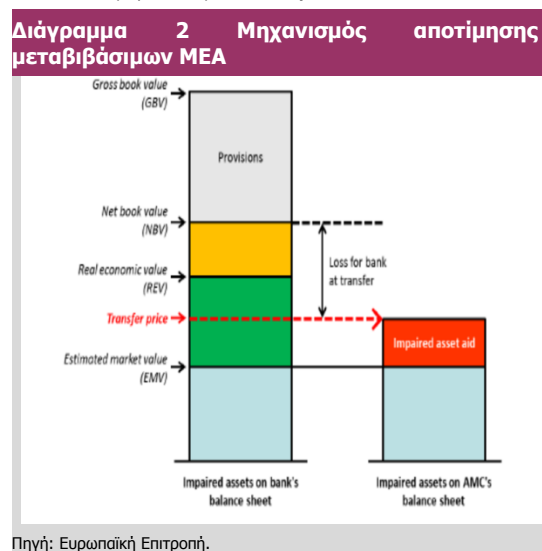 Διάγραμμα 2 Μηχανισμός αποτίμησης
μεταβιβάσιμων ΜΕΑ
Gross book value
(GBV)
Provisions
Net book value
(NBV)
Loss for bank
at transfer
Real economic value
(REV)
Transfer price
Impaired asset aid
Estimated market value
(EMV)
Impaired assets on bank's
balance sheet
Impaired assets on AMC's
balance sheet
Πηγή: Ευρωπαϊκή Επιτροπή.